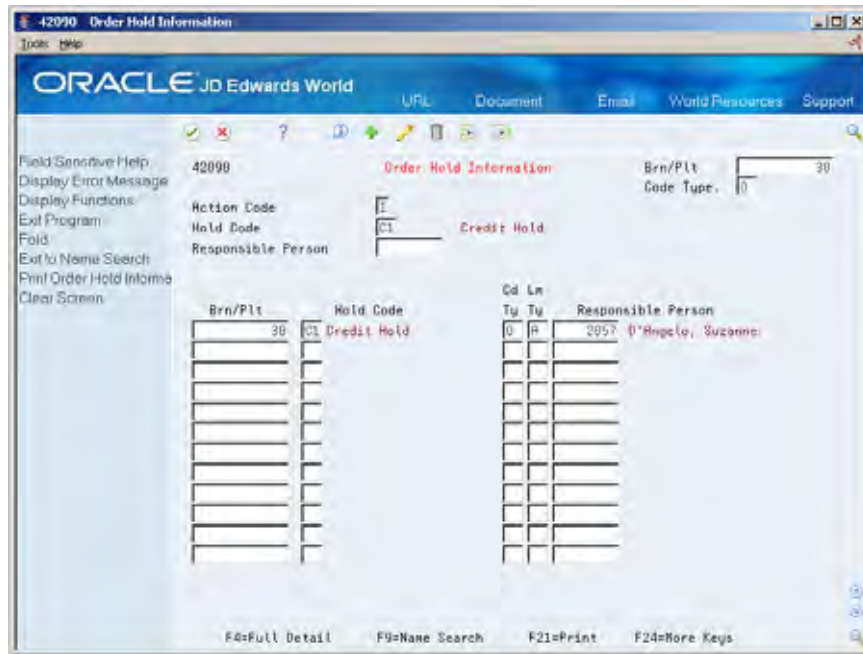 42090 Order Hold Information
Tools Help
ORACLE JD Edwards World
URL Document Email World Resources Support
?
Field Sensitive Help
Display Error Message
Display Functions
Exit Program
Fold
Exit to Name Search
Print Order Hold Informa
Clear Screen
42090 Order Hold Information Brn/Plt 30
Code Type. O
Action Code I
Hold Code C1 Credit Hold
Responsible Person
Cd Ln
Brn/Plt Hold Code Ty Ty Responsible Person
30 C1 Credit Hold O A 2057 D'Angelo, Suzanne
F4=Full Detail F9=Name Search F21=Print F24=More Keys